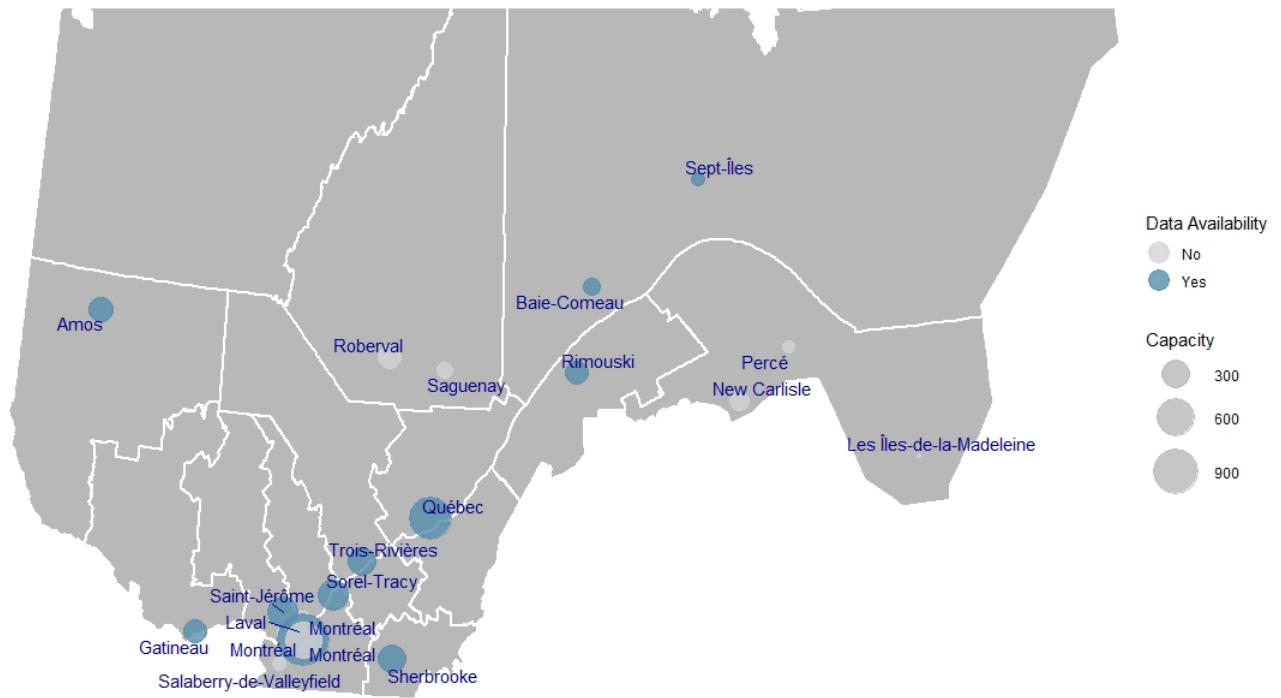 Sept-Îles
Data Availability
No
Yes
Baie-Comeau
Amos
Capacity
Roberval
Rimouski
Percé
300
Saguenay
New Carlisle
600
Les Îles-de-la-Madeleine
900
Québec
Trois-Rivières
Sorel-Tracy
Saint-Jérôme
Laval
Montréal
Gatineau
Montréal
Montréal
Sherbrooke
Salaberry-de-Valleyfield